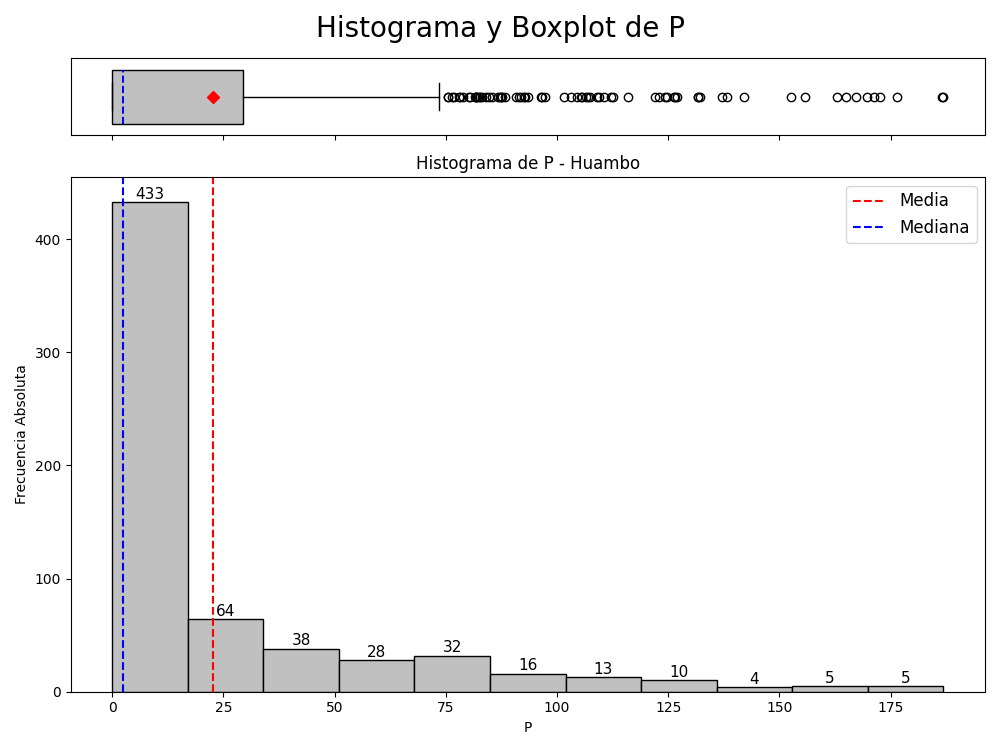 Histograma y Boxplot de P
Histograma de P - Huambo
Media
Mediana
433
64
38
28
32
16
13
10
4
5
5
400
300
200
100
0
Frecuencia Absoluta
0 25 50 75 100 125 150 175
P